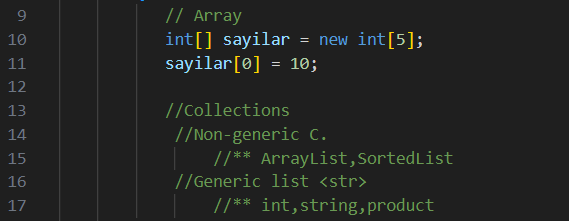 9 // Array
10 int[] sayilar = new int[5];
11 sayilar[0] = 10;
12
13 //Collections
14 //Non-generic C.
15 //** ArrayList,SortedList
16 //Generic list <str>
17 //** int,string,product